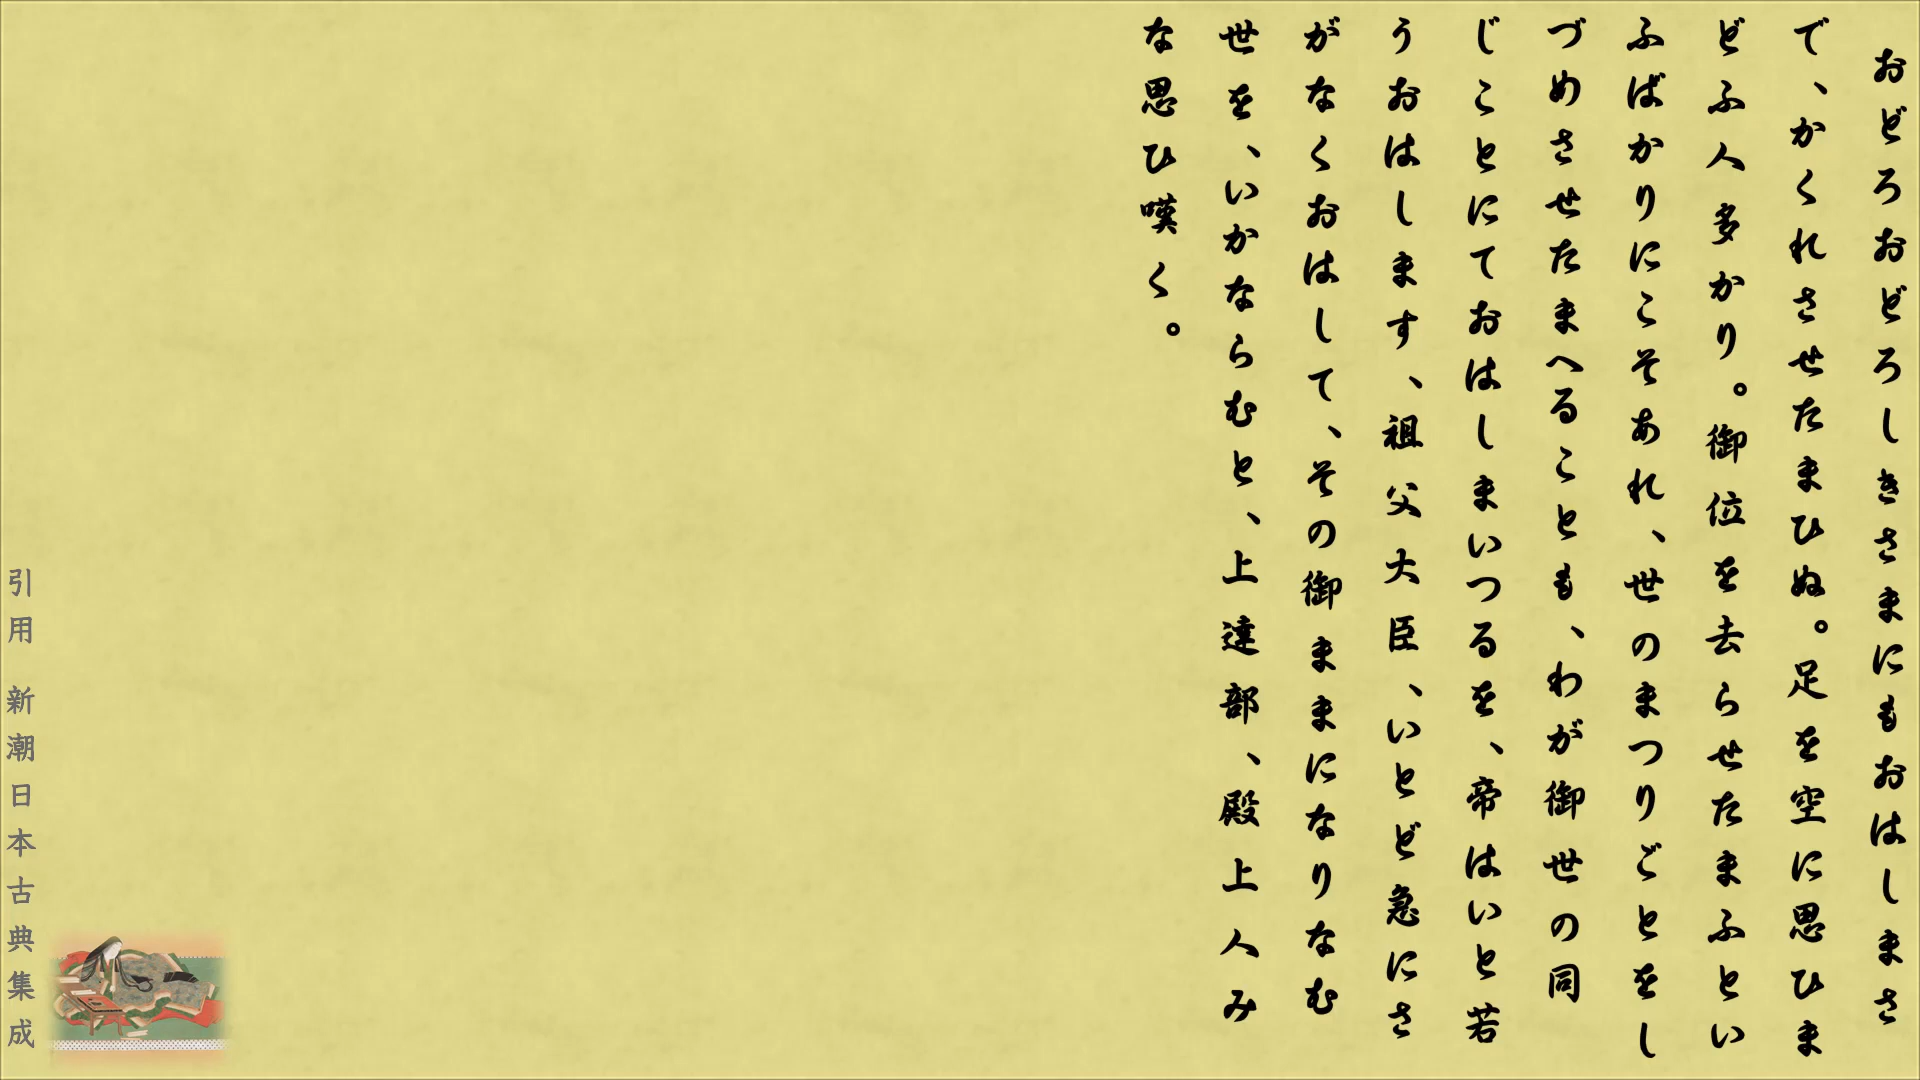 おどろおどろしきさまにもおはしまさ
で、かくれさせたまひぬ。足を空に思ひま
どふ人多かり。御位を去らせたまふとい
ふばかりにこそあれ、世のまつりごとをし
づめさせたまへることも、わが御世の同
じことにておはしまいつるを、帝はいと若
うおはします、祖父大臣、いとど急にさ
がなくおはして、その御ままになりなむ
世を、いかならむと、上達部、殿上人み
な思ひ嘆く。
引用 新潮日本古典集成